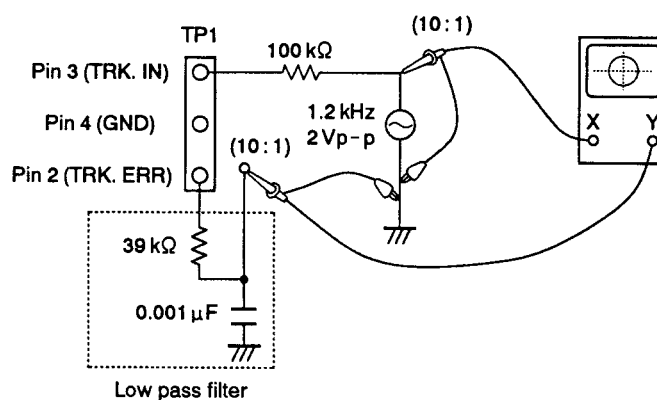 TP1
(10 : 1)
100 kΩ
Pin 3 (TRK. IN)
1.2 kHz
2 Vp-p
Pin 4 (GND)
X
Y
(10 : 1)
Pin 2 (TRK. ERR)
39 kΩ
0.001 μF
Low pass filter